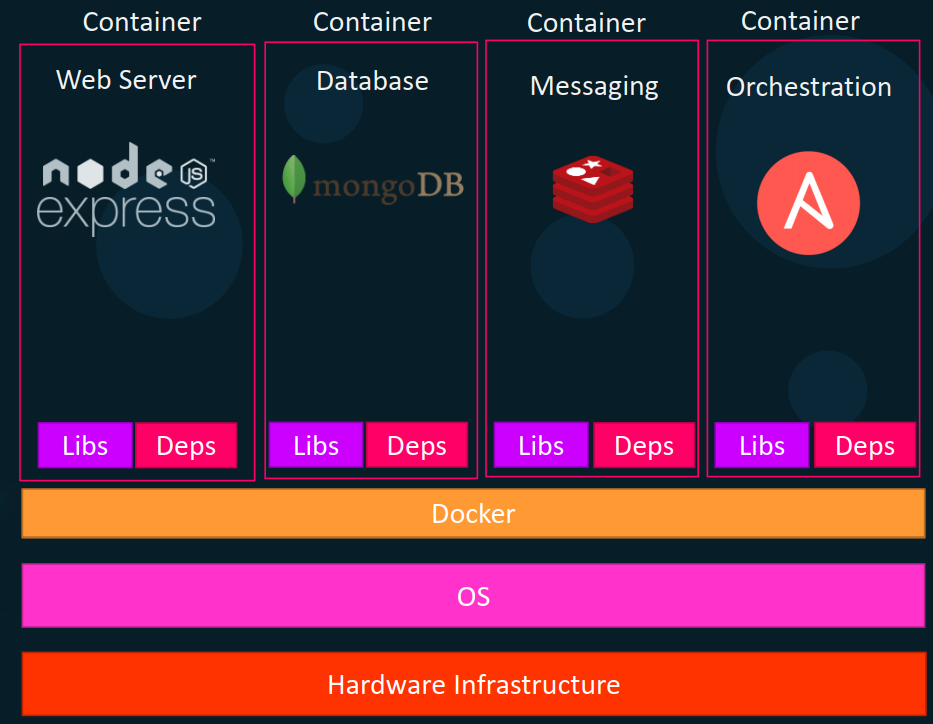 Container
Container
Container
Container
Web Server
Database
Messaging
Orchestration
node JS ™
express
mongoDB
A
Libs
Deps
Libs
Deps
Libs
Deps
Libs
Deps
Docker
OS
Hardware Infrastructure